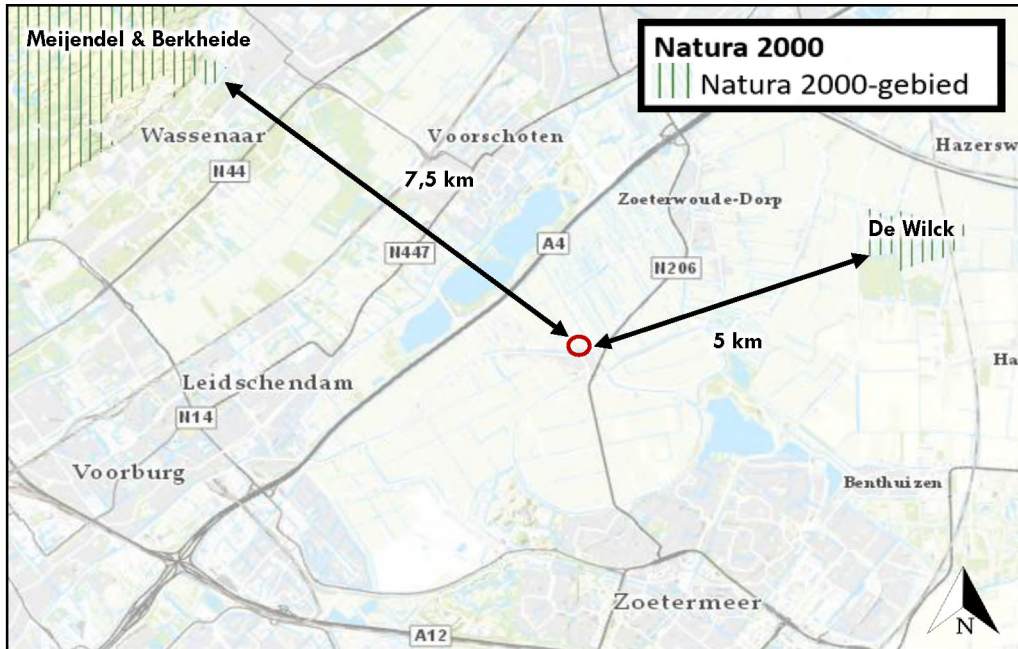 Meijendel & Berkheide
Natura 2000
Natura 2000-gebied
Wassenaar
Voorschoten
Hazersw
N44
7,5 km
Zoeterwoude-Dorp
De Wilck
N447
A4
N206
5 km
Ha
Leidschendam
N14
Voorburg
Benthuizen
Zoetermeer
A12
N